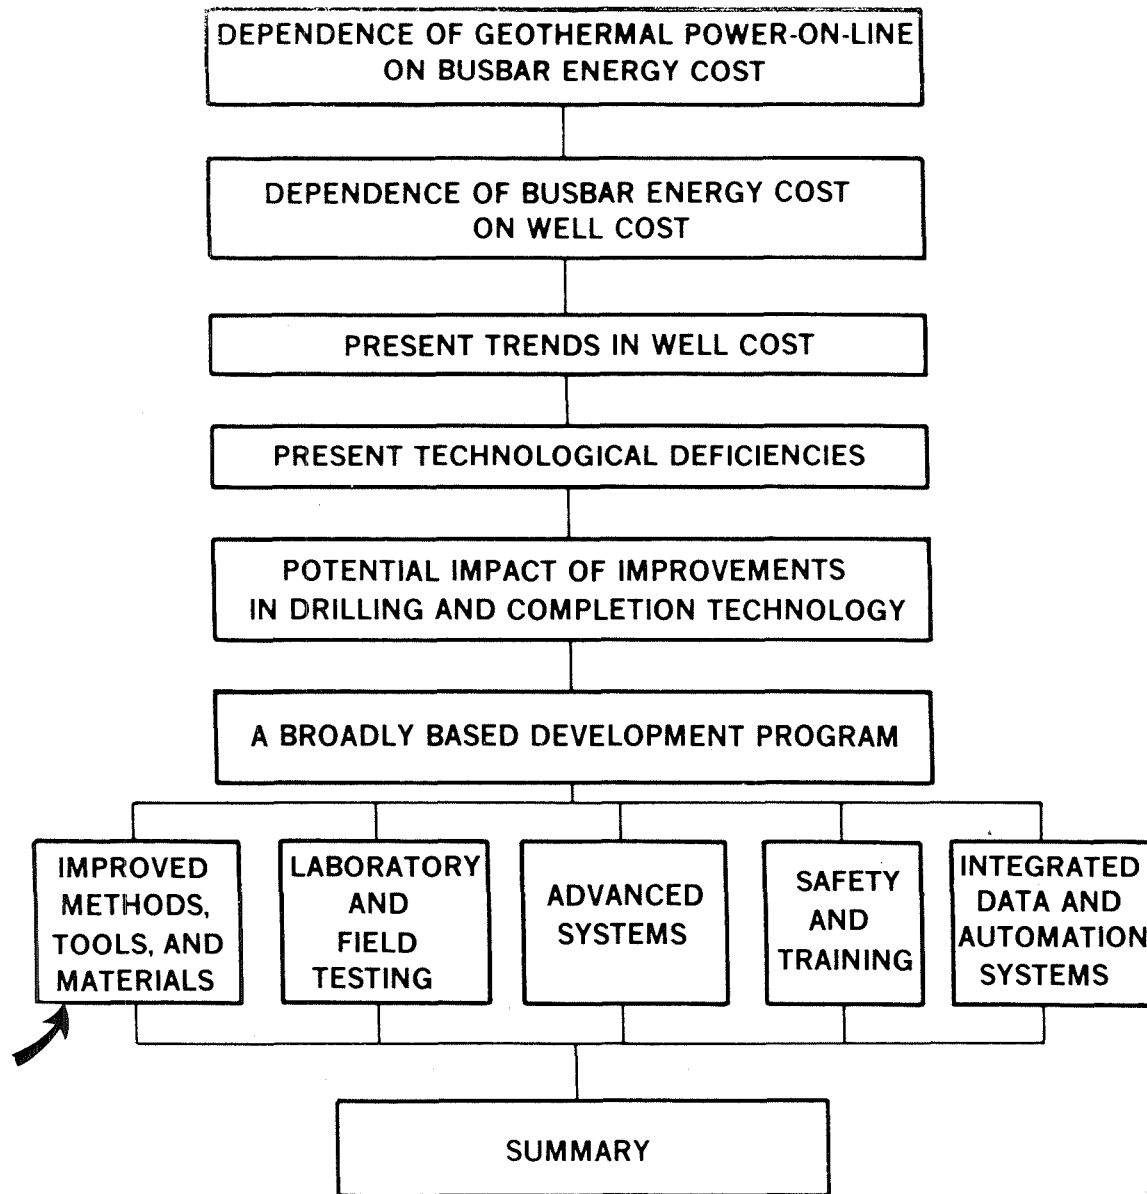 DEPENDENCE OF GEOTHERMAL POWER-ON-LINE
ON BUSBAR ENERGY COST
DEPENDENCE OF BUSBAR ENERGY COST
ON WELL COST
PRESENT TRENDS IN WELL COST
PRESENT TECHNOLOGICAL DEFICIENCIES
POTENTIAL IMPACT OF IMPROVEMENTS
IN DRILLING AND COMPLETION TECHNOLOGY
A BROADLY BASED DEVELOPMENT PROGRAM
IMPROVED
METHODS,
TOOLS, AND
MATERIALS
LABORATORY
AND
FIELD
TESTING
ADVANCED
SYSTEMS
SAFETY
AND
TRAINING
INTEGRATED
DATA AND
AUTOMATION
SYSTEMS
SUMMARY